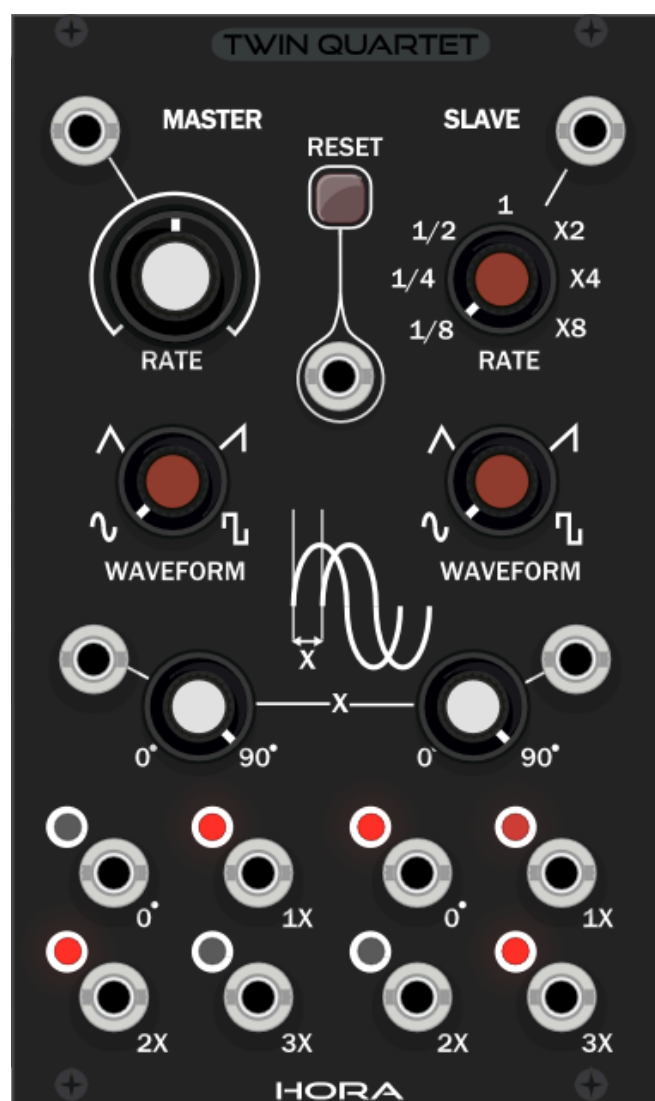 TWIN QUARTET
MASTER
SLAVE
RESET
1
1/2
X2
1/4
X4
1/8
X8
RATE
RATE
WAVEFORM
WAVEFORM
X
X
0°
90°
0°
90°
0°
1X
0°
1X
2X
3X
2X
3X
HORA